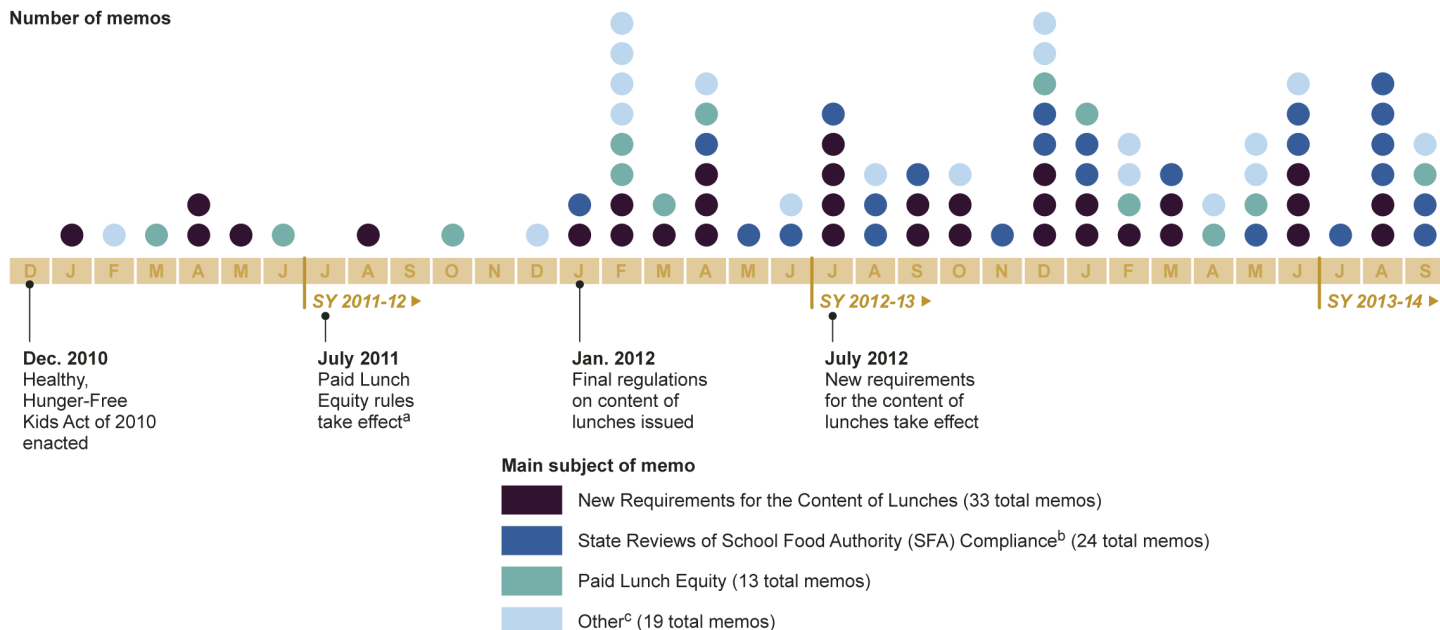 Number of memos
D J F M A M J J A S O N D J F M A M J J A S O N D J F M A M J J A S
SY 2011-12 ▶
SY 2012-13 ▶
SY 2013-14 ▶
Dec. 2010
Healthy,
Hunger-Free
Kids Act of 2010
enacted
July 2011
Paid Lunch
Equity rules
take effectᵃ
Jan. 2012
Final regulations
on content of
lunches issued
July 2012
New requirements
for the content of
lunches take effect
Main subject of memo
New Requirements for the Content of Lunches (33 total memos)
State Reviews of School Food Authority (SFA) Complianceᵇ (24 total memos)
Paid Lunch Equity (13 total memos)
Otherᶜ (19 total memos)